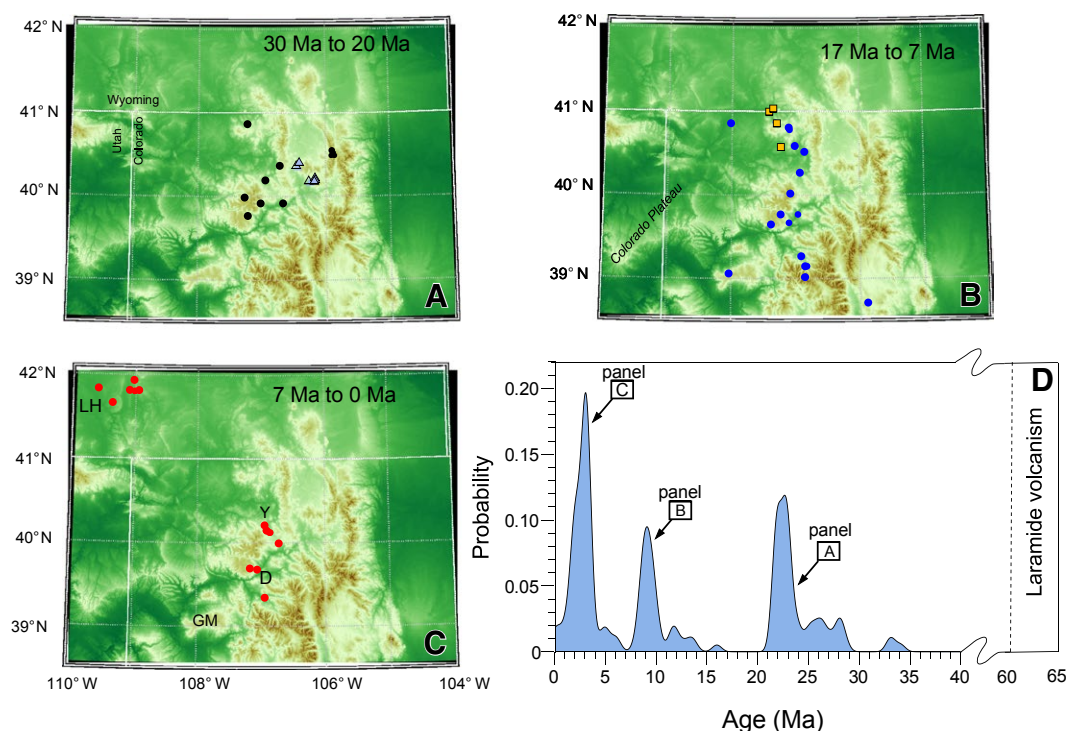 42° N
41° N
40° N
39° N
30 Ma to 20 Ma
Wyoming
Utah
Colorado
A
42° N
41° N
40° N
39° N
17 Ma to 7 Ma
Colorado Plateau
B
42° N
41° N
40° N
39° N
7 Ma to 0 Ma
LH
Y
D
GM
C
110° W
108° W
106° W
104° W
D
Probability
0.20
0.15
0.10
0.05
0
panel
C
panel
B
panel
A
Laramide volcanism
0 5 10 15 20 25 30 35 40 60 65
Age (Ma)